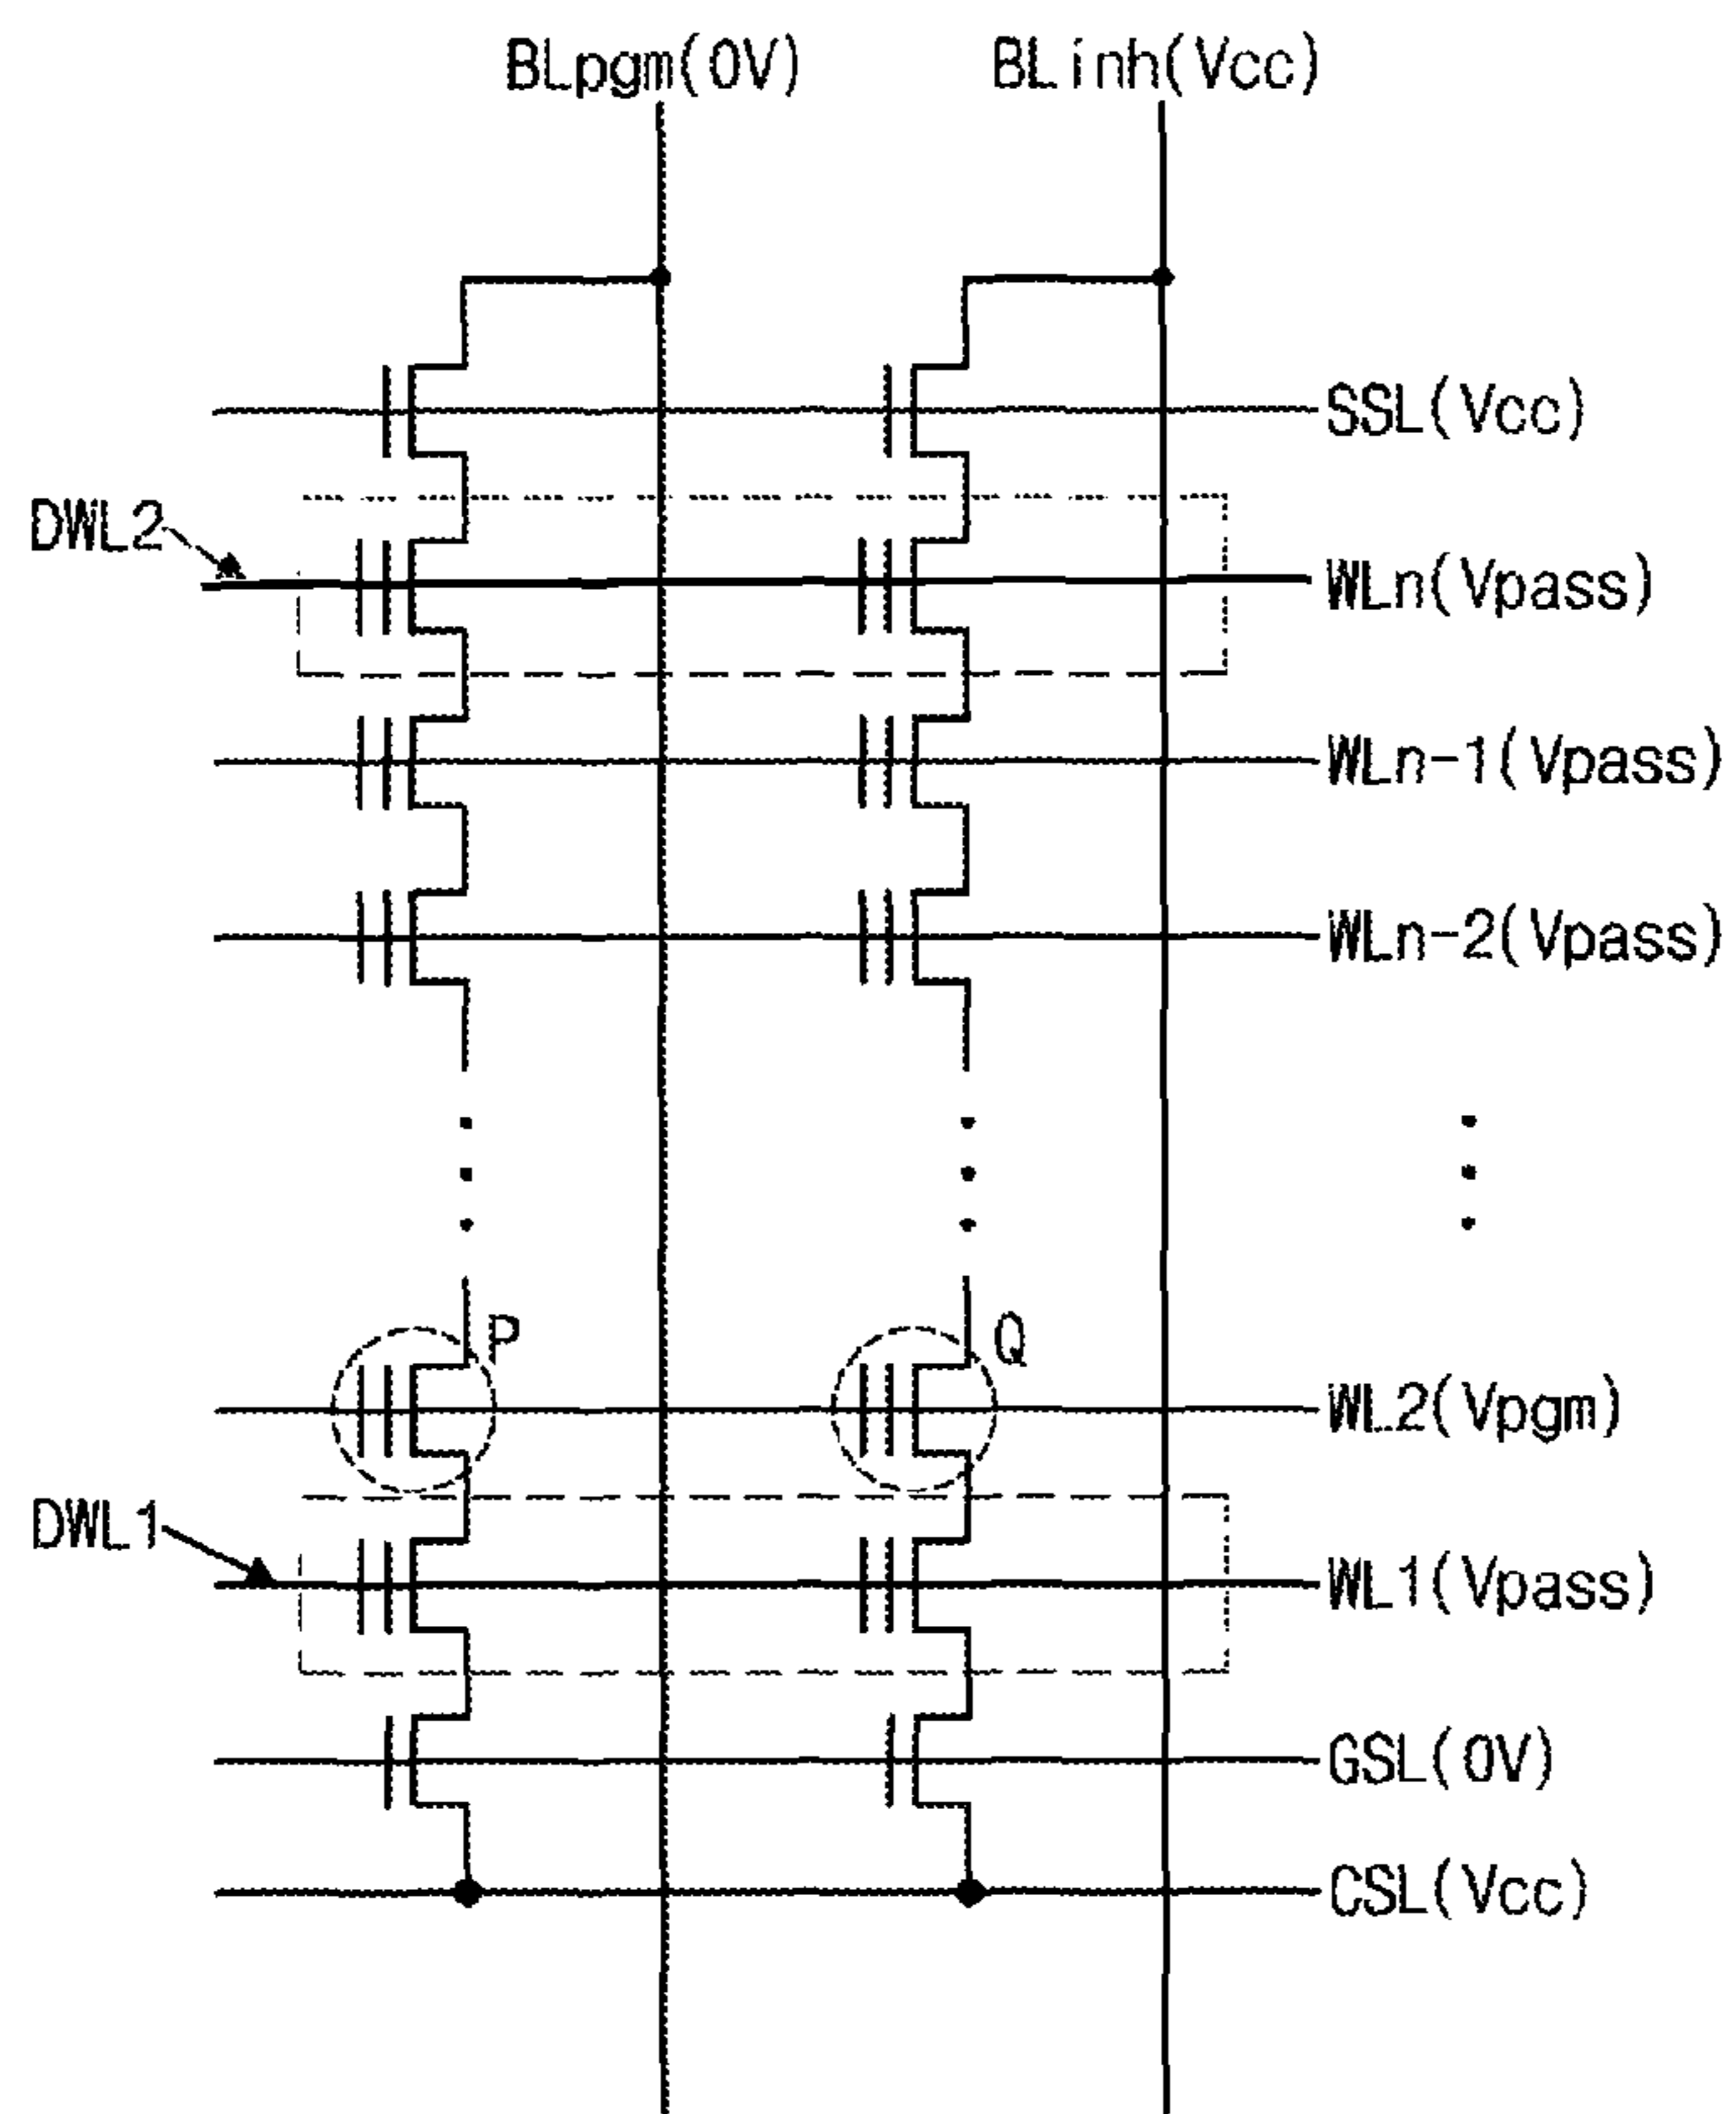 BLpgm(0V)
BLinh(Vcc)
SSL(Vcc)
DWL2
WLn(Vpass)
WLn-1(Vpass)
WLn-2(Vpass)
P
Q
WL2(Vpgm)
DWL1
WL1(Vpass)
GSL(0V)
CSL(Vcc)